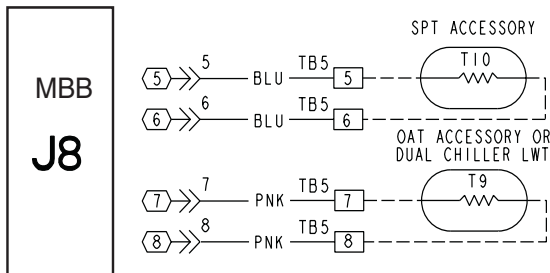 SPT ACCESSORY
MBB
J8
5 5 BLU TB5 5 T10
6 6 BLU TB5 6
OAT ACCESSORY OR
DUAL CHILLER LWT
7 7 PNK TB5 7 T9
8 8 PNK TB5 8